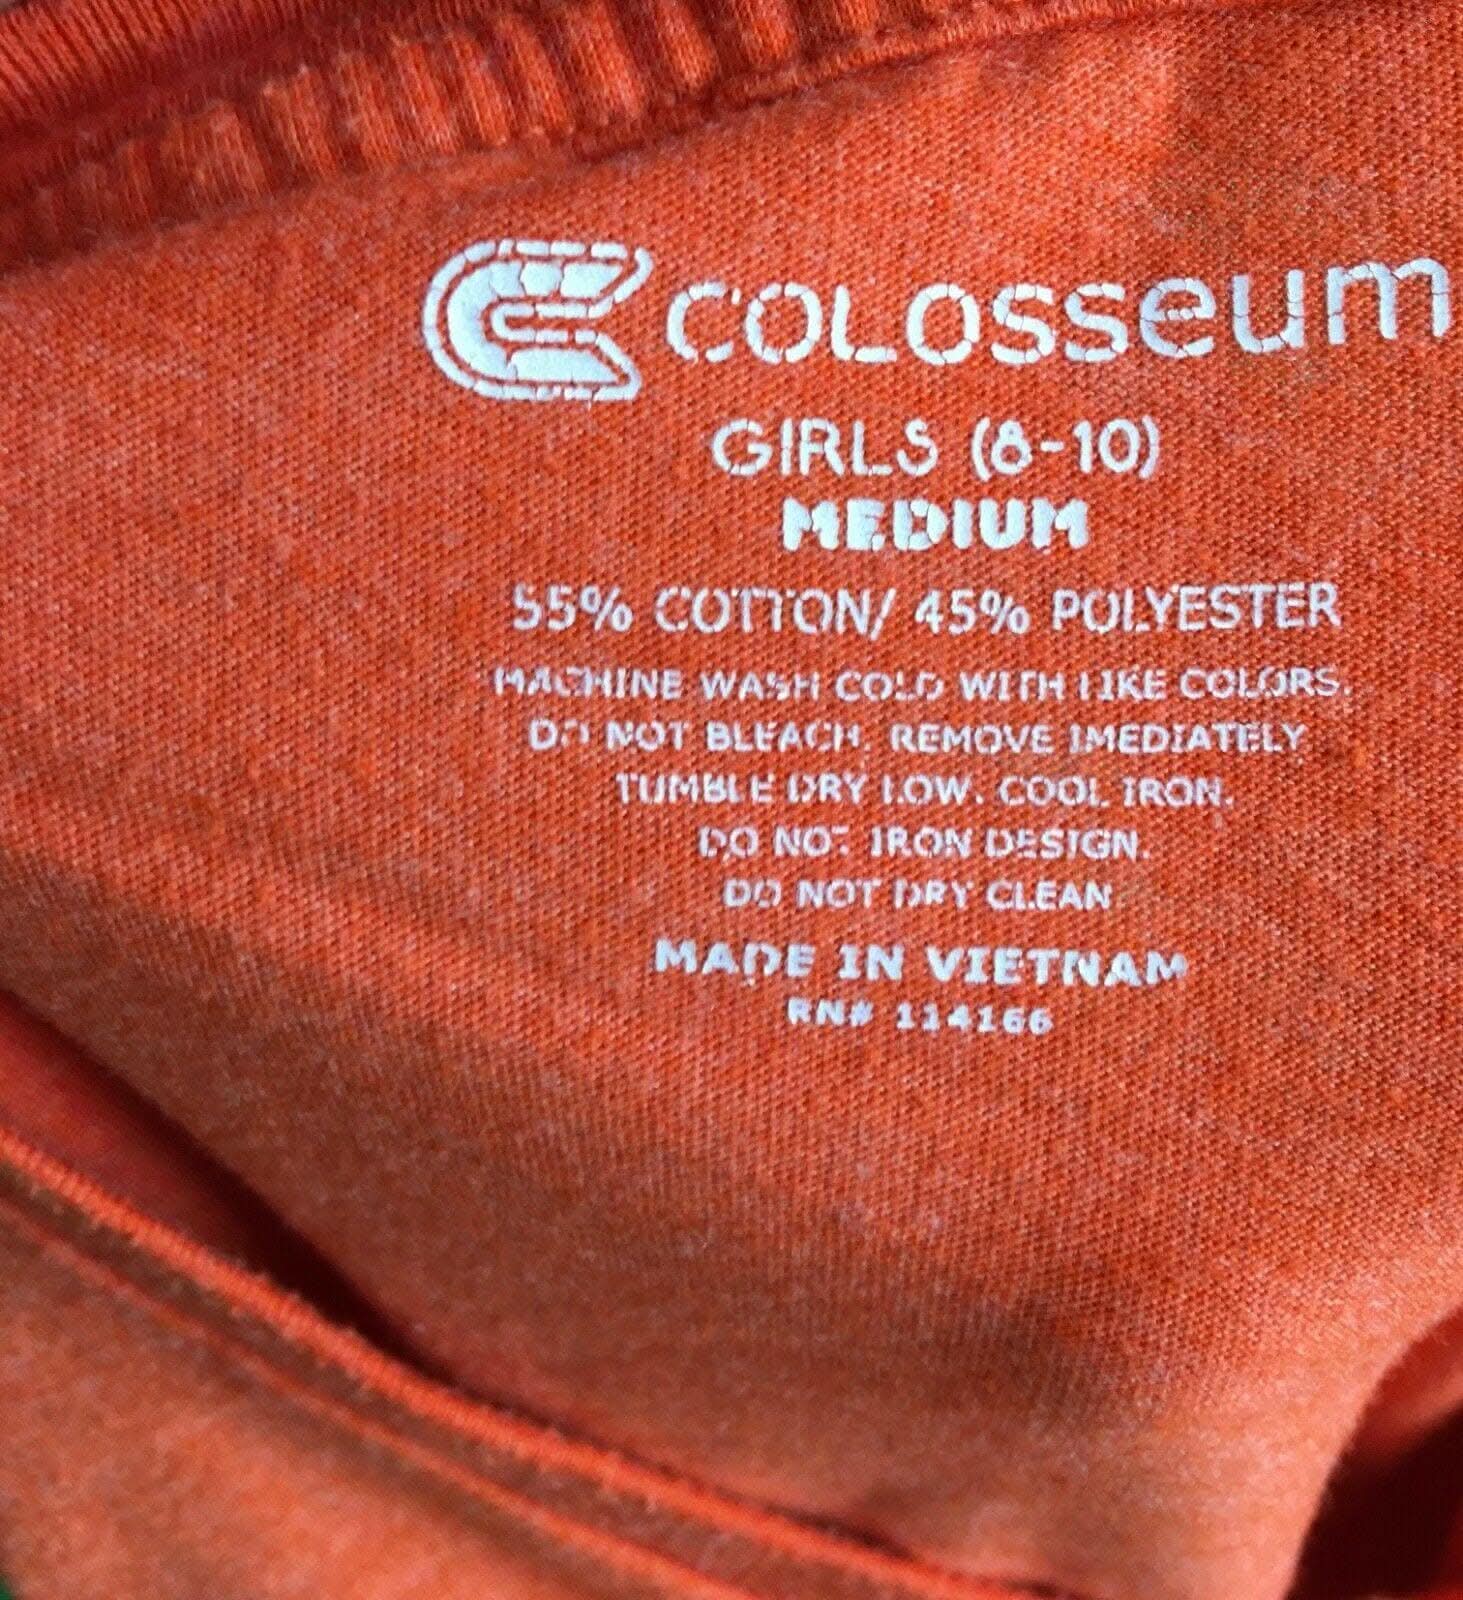 COLOSSeum
GIRLS (8-10)
MEDIUM
55% COTTON/ 45% POLYESTER
MACHINE WASH COLD WITH LIKE COLORS.
DO NOT BLEACH. REMOVE IMEDIATELY
TUMBLE DRY LOW. COOL IRON.
DO NOT IRON DESIGN.
DO NOT DRY CLEAN
MADE IN VIETNAM
RN# 114166